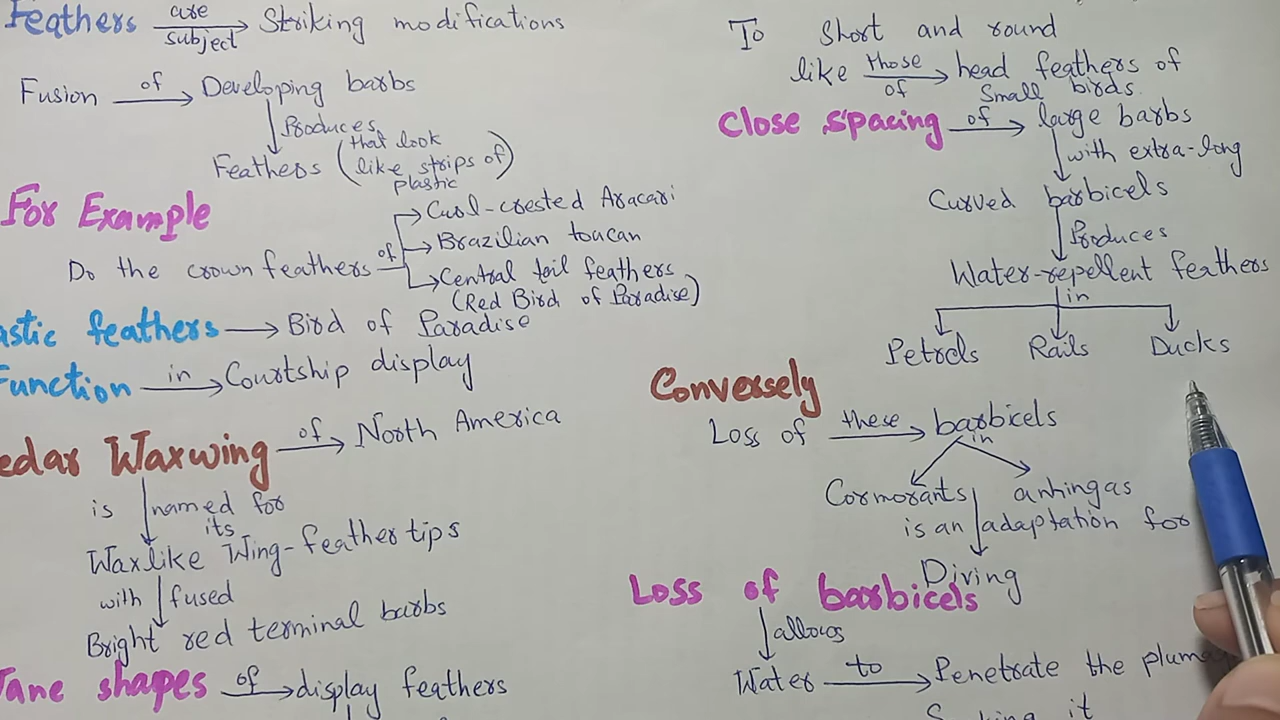 Feathers are subject Striking modifications
Fusion of Developing barbs
Produces
Feathers (that look like strips of plastic)
For Example
Do the crown feathers of
Curl-crested Aracari
Brazilian toucan
Central tail feathers
(Red Bird of Paradise)
astic feathers Bird of Paradise
Function in Courtship display
edar Waxwing of North America
is named for its
Waxlike Wing-feather tips
with fused
Bright red terminal barbs
Vane shapes of display feathers
To Short and round
like those of head feathers of
Small birds.
Close spacing of large barbs
with extra-long
Curved barbicels
Produces
Water-repellent feathers
in
Petrels Rails Ducks
Conversely
Loss of these barbicels
in
Cormorants anhingas
is an adaptation for
Diving
Loss of barbicels
allows
Water to Penetrate the pluma
it